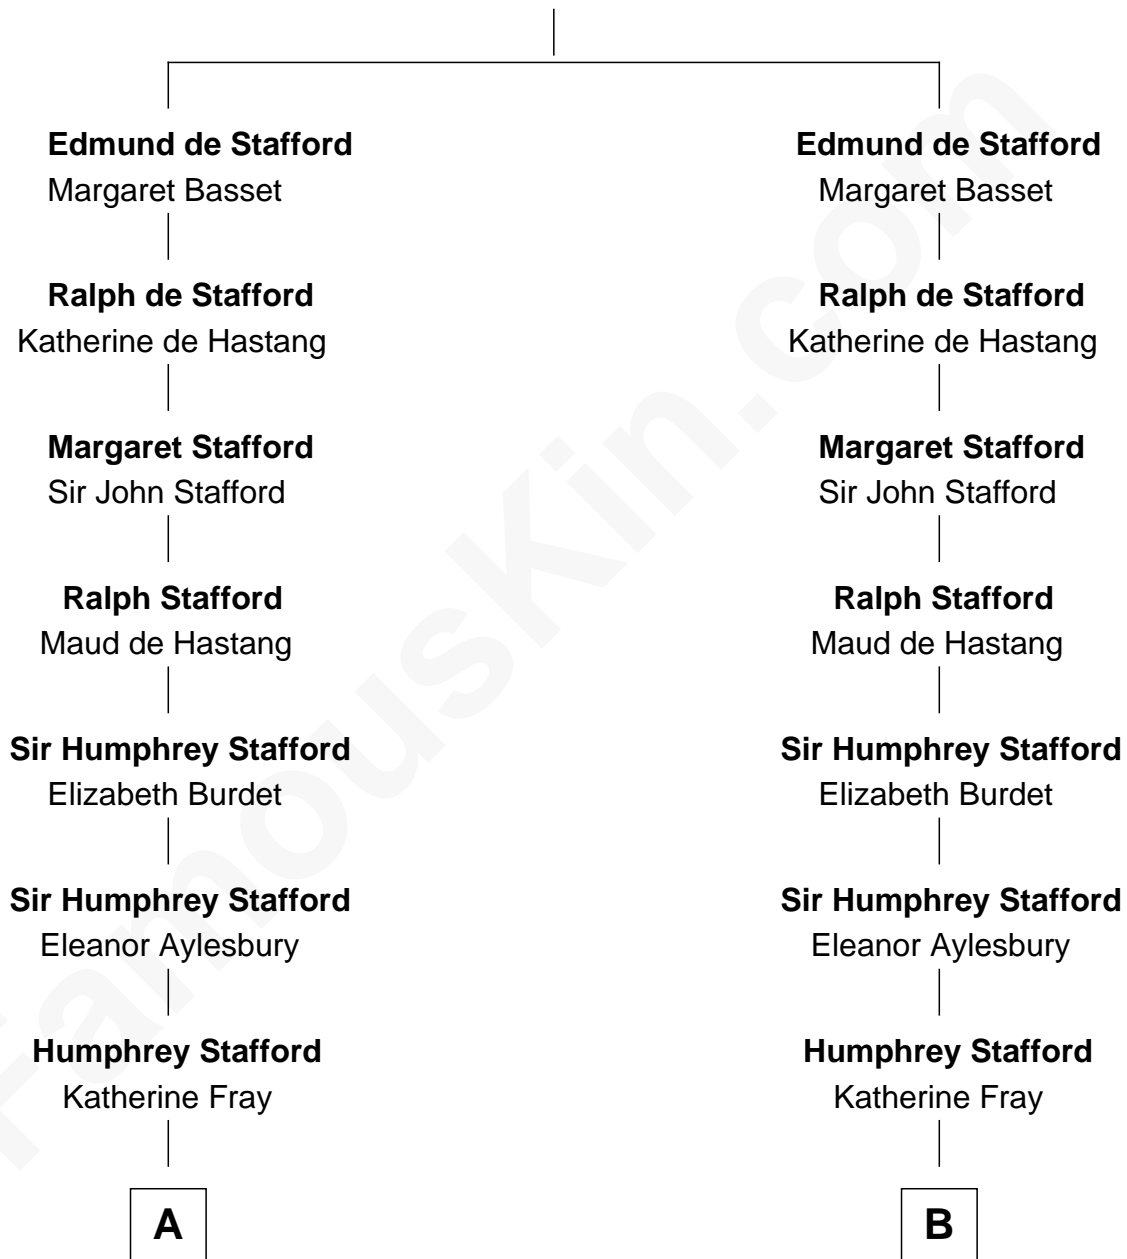 Edmund de Stafford
Margaret Basset
Ralph de Stafford
Katherine de Hastang
Margaret Stafford
Sir John Stafford
Ralph Stafford
Maud de Hastang
Sir Humphrey Stafford
Elizabeth Burdet
Sir Humphrey Stafford
Eleanor Aylesbury
Humphrey Stafford
Katherine Fray
A
Edmund de Stafford
Margaret Basset
Ralph de Stafford
Katherine de Hastang
Margaret Stafford
Sir John Stafford
Ralph Stafford
Maud de Hastang
Sir Humphrey Stafford
Elizabeth Burdet
Sir Humphrey Stafford
Eleanor Aylesbury
Humphrey Stafford
Katherine Fray
B
FamousKin.com